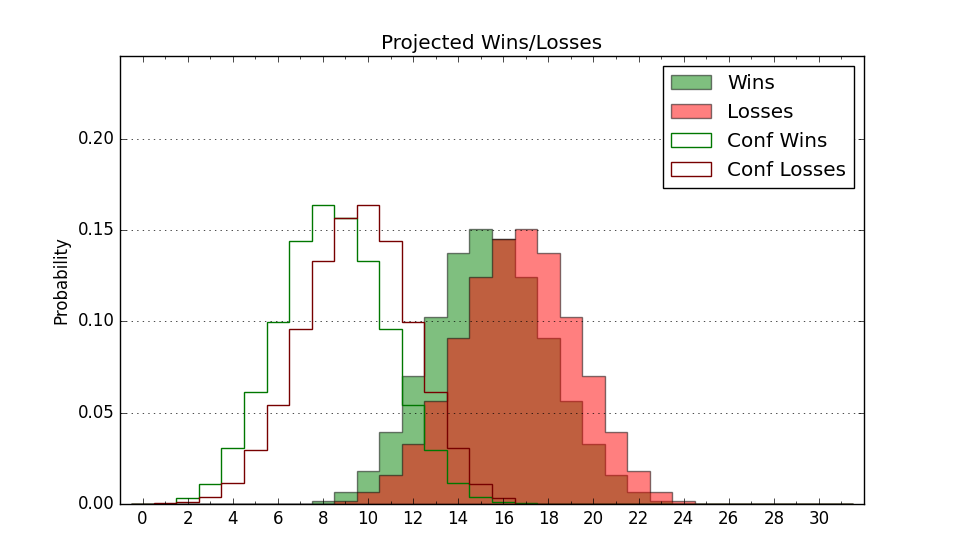 Projected Wins/Losses
Wins
Losses
Conf Wins
Conf Losses
Probability
0.20
0.15
0.10
0.05
0.00
0 2 4 6 8 10 12 14 16 18 20 22 24 26 28 30